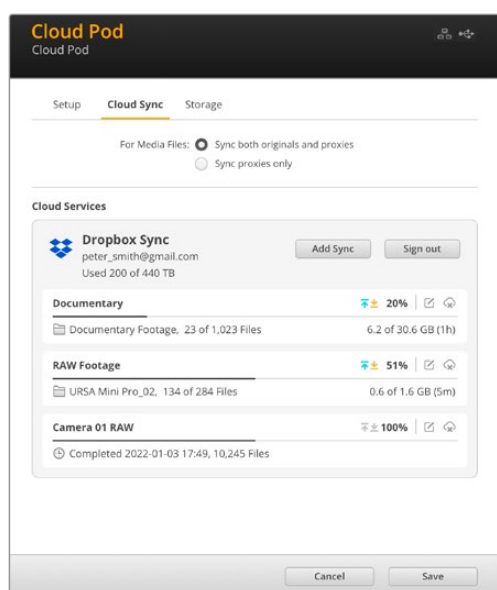 Cloud Pod
Cloud Pod
Setup Cloud Sync Storage
For Media Files: Sync both originals and proxies
Sync proxies only
Cloud Services
Dropbox Sync
peter_smith@gmail.com
Used 200 of 440 TB
Add Sync Sign out
Documentary 20%
Documentary Footage, 23 of 1,023 Files 6.2 of 30.6 GB (1h)
RAW Footage 51%
URSA Mini Pro_02, 134 of 284 Files 0.6 of 1.6 GB (5m)
Camera 01 RAW 100%
Completed 2022-01-03 17:49, 10,245 Files
Cancel Save